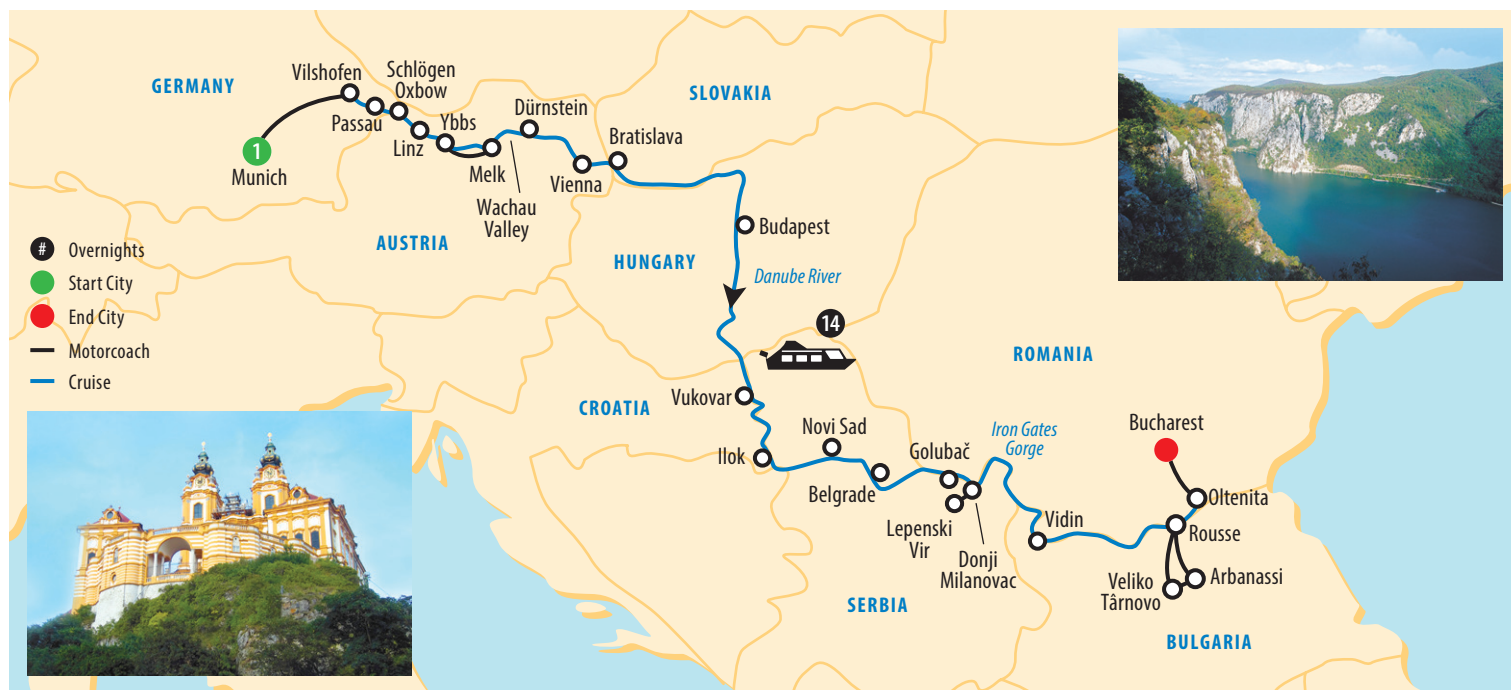 GERMANY
Vilshofen
Schlögen
Oxbow
Passau
Linz
Ybbs
Melk
Dürnstein
Wachau
Valley
Vienna
Bratislava
SLOVAKIA
1
Munich
AUSTRIA
HUNGARY
Budapest
Danube River
# Overnights
Start City
End City
Motorcoach
Cruise
14
ROMANIA
CROATIA
Vukovar
Ilok
Novi Sad
Belgrade
Golubač
Iron Gates
Gorge
Lepenski
Vir
Donji
Milanovac
Vidin
Bucharest
Oltenita
Rousse
Arbanassi
Veliko
Târnovo
SERBIA
BULGARIA